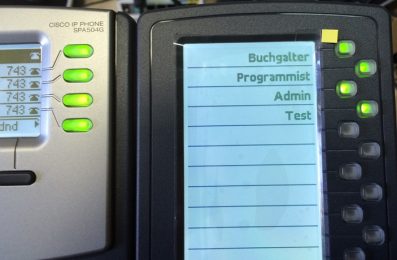 CISCO IP PHONE
SPA504G
743
743
743
743
dnd
Buchgalter
Programmist
Admin
Test